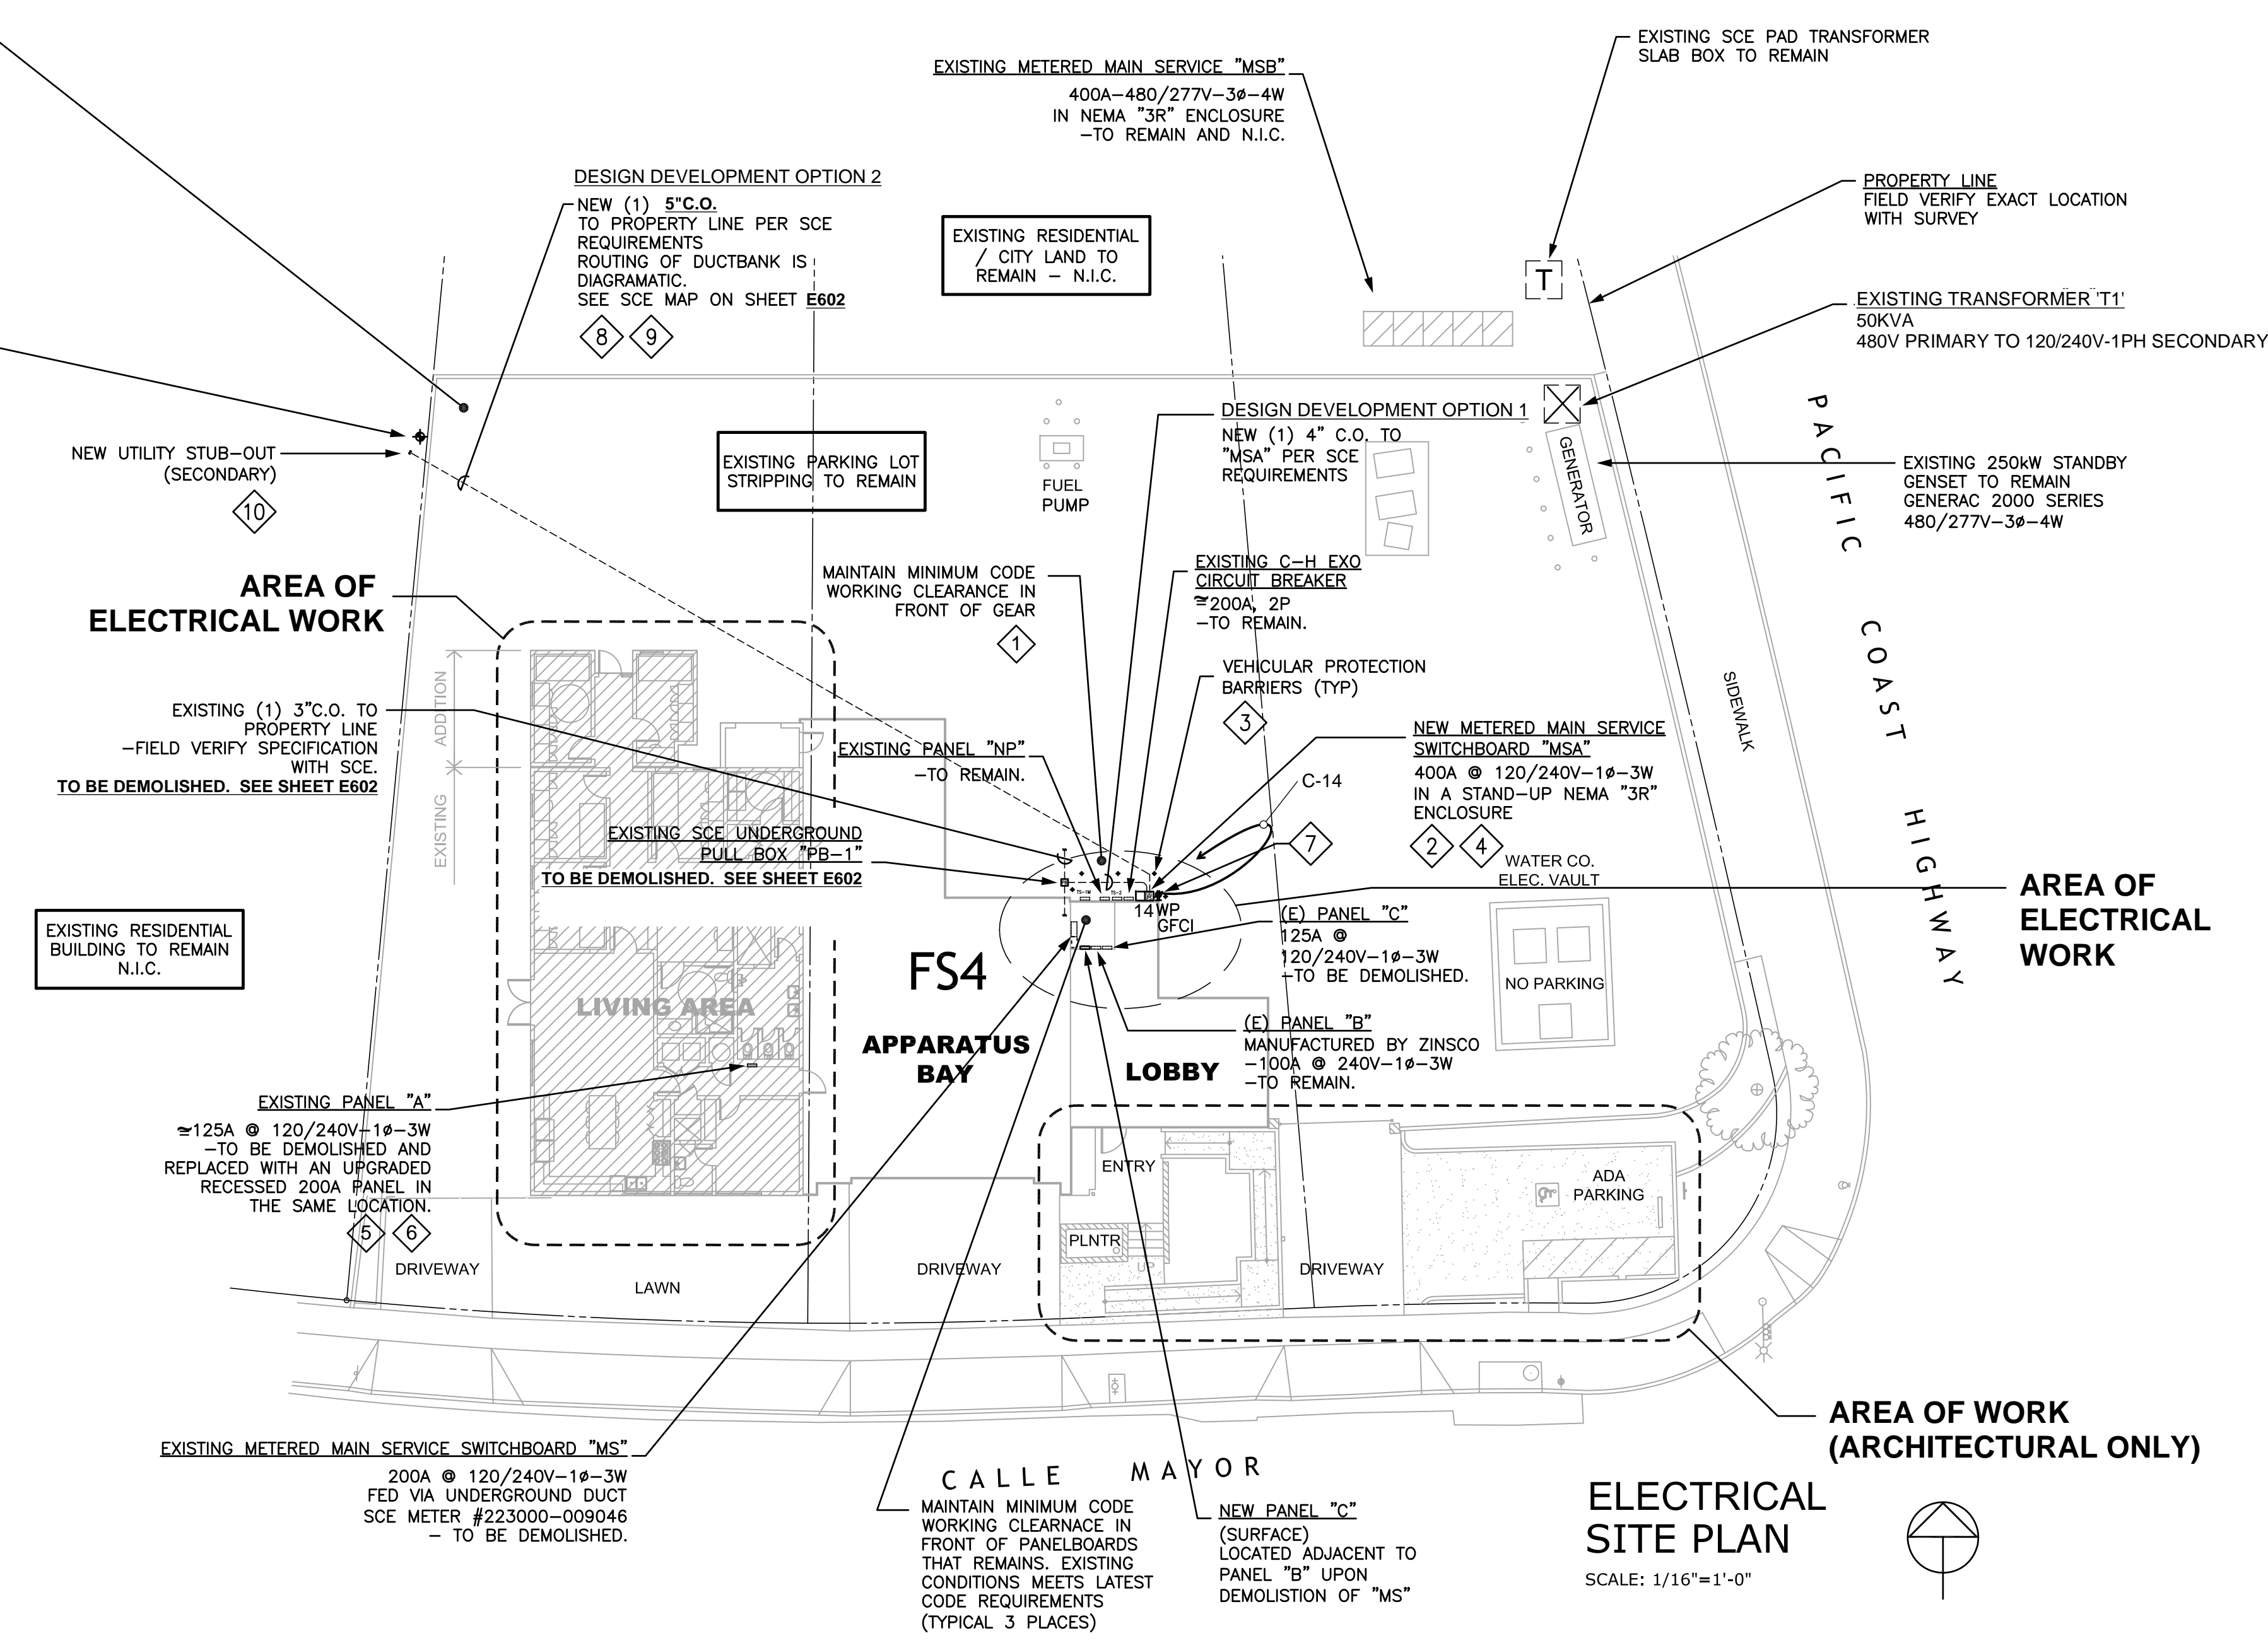 EXISTING SCE PAD TRANSFORMER
SLAB BOX TO REMAIN
EXISTING METERED MAIN SERVICE "MSB"
400A-480/277V-3ø-4W
IN NEMA "3R" ENCLOSURE
-TO REMAIN AND N.I.C.
DESIGN DEVELOPMENT OPTION 2
NEW (1) 5"C.O.
TO PROPERTY LINE PER SCE
REQUIREMENTS
ROUTING OF DUCTBANK IS
DIAGRAMATIC.
SEE SCE MAP ON SHEET E602
8 9
EXISTING RESIDENTIAL
/ CITY LAND TO
REMAIN - N.I.C.
PROPERTY LINE
FIELD VERIFY EXACT LOCATION
WITH SURVEY
T
EXISTING TRANSFORMER 'T1'
50KVA
480V PRIMARY TO 120/240V-1PH SECONDARY
NEW UTILITY STUB-OUT
(SECONDARY)
10
EXISTING PARKING LOT
STRIPPING TO REMAIN
FUEL
PUMP
DESIGN DEVELOPMENT OPTION 1
NEW (1) 4" C.O. TO
"MSA" PER SCE
REQUIREMENTS
GENERATOR
EXISTING 250kW STANDBY
GENSET TO REMAIN
GENERAC 2000 SERIES
480/277V-3ø-4W
PACIFIC COAST HIGHWAY
SIDEWALK
AREA OF
ELECTRICAL WORK
MAINTAIN MINIMUM CODE
WORKING CLEARANCE IN
FRONT OF GEAR
1
EXISTING C-H EXO
CIRCUIT BREAKER
≅200A, 2P
-TO REMAIN.
VEHICULAR PROTECTION
BARRIERS (TYP)
3
EXISTING (1) 3"C.O. TO
PROPERTY LINE
-FIELD VERIFY SPECIFICATION
WITH SCE.
TO BE DEMOLISHED. SEE SHEET E602
ADDITION
EXISTING
EXISTING PANEL "NP"
-TO REMAIN.
NEW METERED MAIN SERVICE
SWITCHBOARD "MSA"
400A @ 120/240V-1ø-3W
IN A STAND-UP NEMA "3R"
ENCLOSURE
2 4
C-14
7
EXISTING SCE UNDERGROUND
PULL BOX "PB-1"
TO BE DEMOLISHED. SEE SHEET E602
TS-TM
TS-2
14
WP
GFCI
WATER CO.
ELEC. VAULT
NO PARKING
AREA OF
ELECTRICAL
WORK
EXISTING RESIDENTIAL
BUILDING TO REMAIN
N.I.C.
(E) PANEL "C"
125A @
120/240V-1ø-3W
-TO BE DEMOLISHED.
FS4
LIVING AREA
APPARATUS
BAY
LOBBY
(E) PANEL "B"
MANUFACTURED BY ZINSCO
-100A @ 240V-1ø-3W
-TO REMAIN.
EXISTING PANEL "A"
≅125A @ 120/240V-1ø-3W
-TO BE DEMOLISHED AND
REPLACED WITH AN UPGRADED
RECESSED 200A PANEL IN
THE SAME LOCATION.
5 6
ENTRY
PLNTR
UP
ADA
PARKING
DRIVEWAY
LAWN
DRIVEWAY
DRIVEWAY
EXISTING METERED MAIN SERVICE SWITCHBOARD "MS"
200A @ 120/240V-1ø-3W
FED VIA UNDERGROUND DUCT
SCE METER #223000-009046
- TO BE DEMOLISHED.
CALLE MAYOR
MAINTAIN MINIMUM CODE
WORKING CLEARNACE IN
FRONT OF PANELBOARDS
THAT REMAINS. EXISTING
CONDITIONS MEETS LATEST
CODE REQUIREMENTS
(TYPICAL 3 PLACES)
NEW PANEL "C"
(SURFACE)
LOCATED ADJACENT TO
PANEL "B" UPON
DEMOLISTION OF "MS"
AREA OF WORK
(ARCHITECTURAL ONLY)
ELECTRICAL
SITE PLAN
SCALE: 1/16"=1'-0"